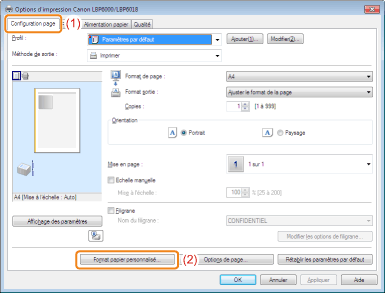 Options d'impression Canon LBP6000/LBP6018
Configuration page (1) Alimentation papier Qualité
Profil : Paramètres par défaut Ajouter(1)... Modifier(2)...
Méthode de sortie : Imprimer
Format de page : A4
Format sortie : Ajuster le format de la page
Copies : 1 [1 à 999]
Orientation
A Portrait A Paysage
Mise en page : 1 1 sur 1
Echelle manuelle
Mise à l'échelle : 100 % [25 à 200]
A4 [Mise à l'échelle : Auto]
Affichage des paramètres
Filigrane
Nom du filigrane : CONFIDENTIEL
Modifier les options de filigrane...
Format papier personnalisé... (2) Options de page... Rétablir les paramètres par défaut
OK Annuler Appliquer Aide